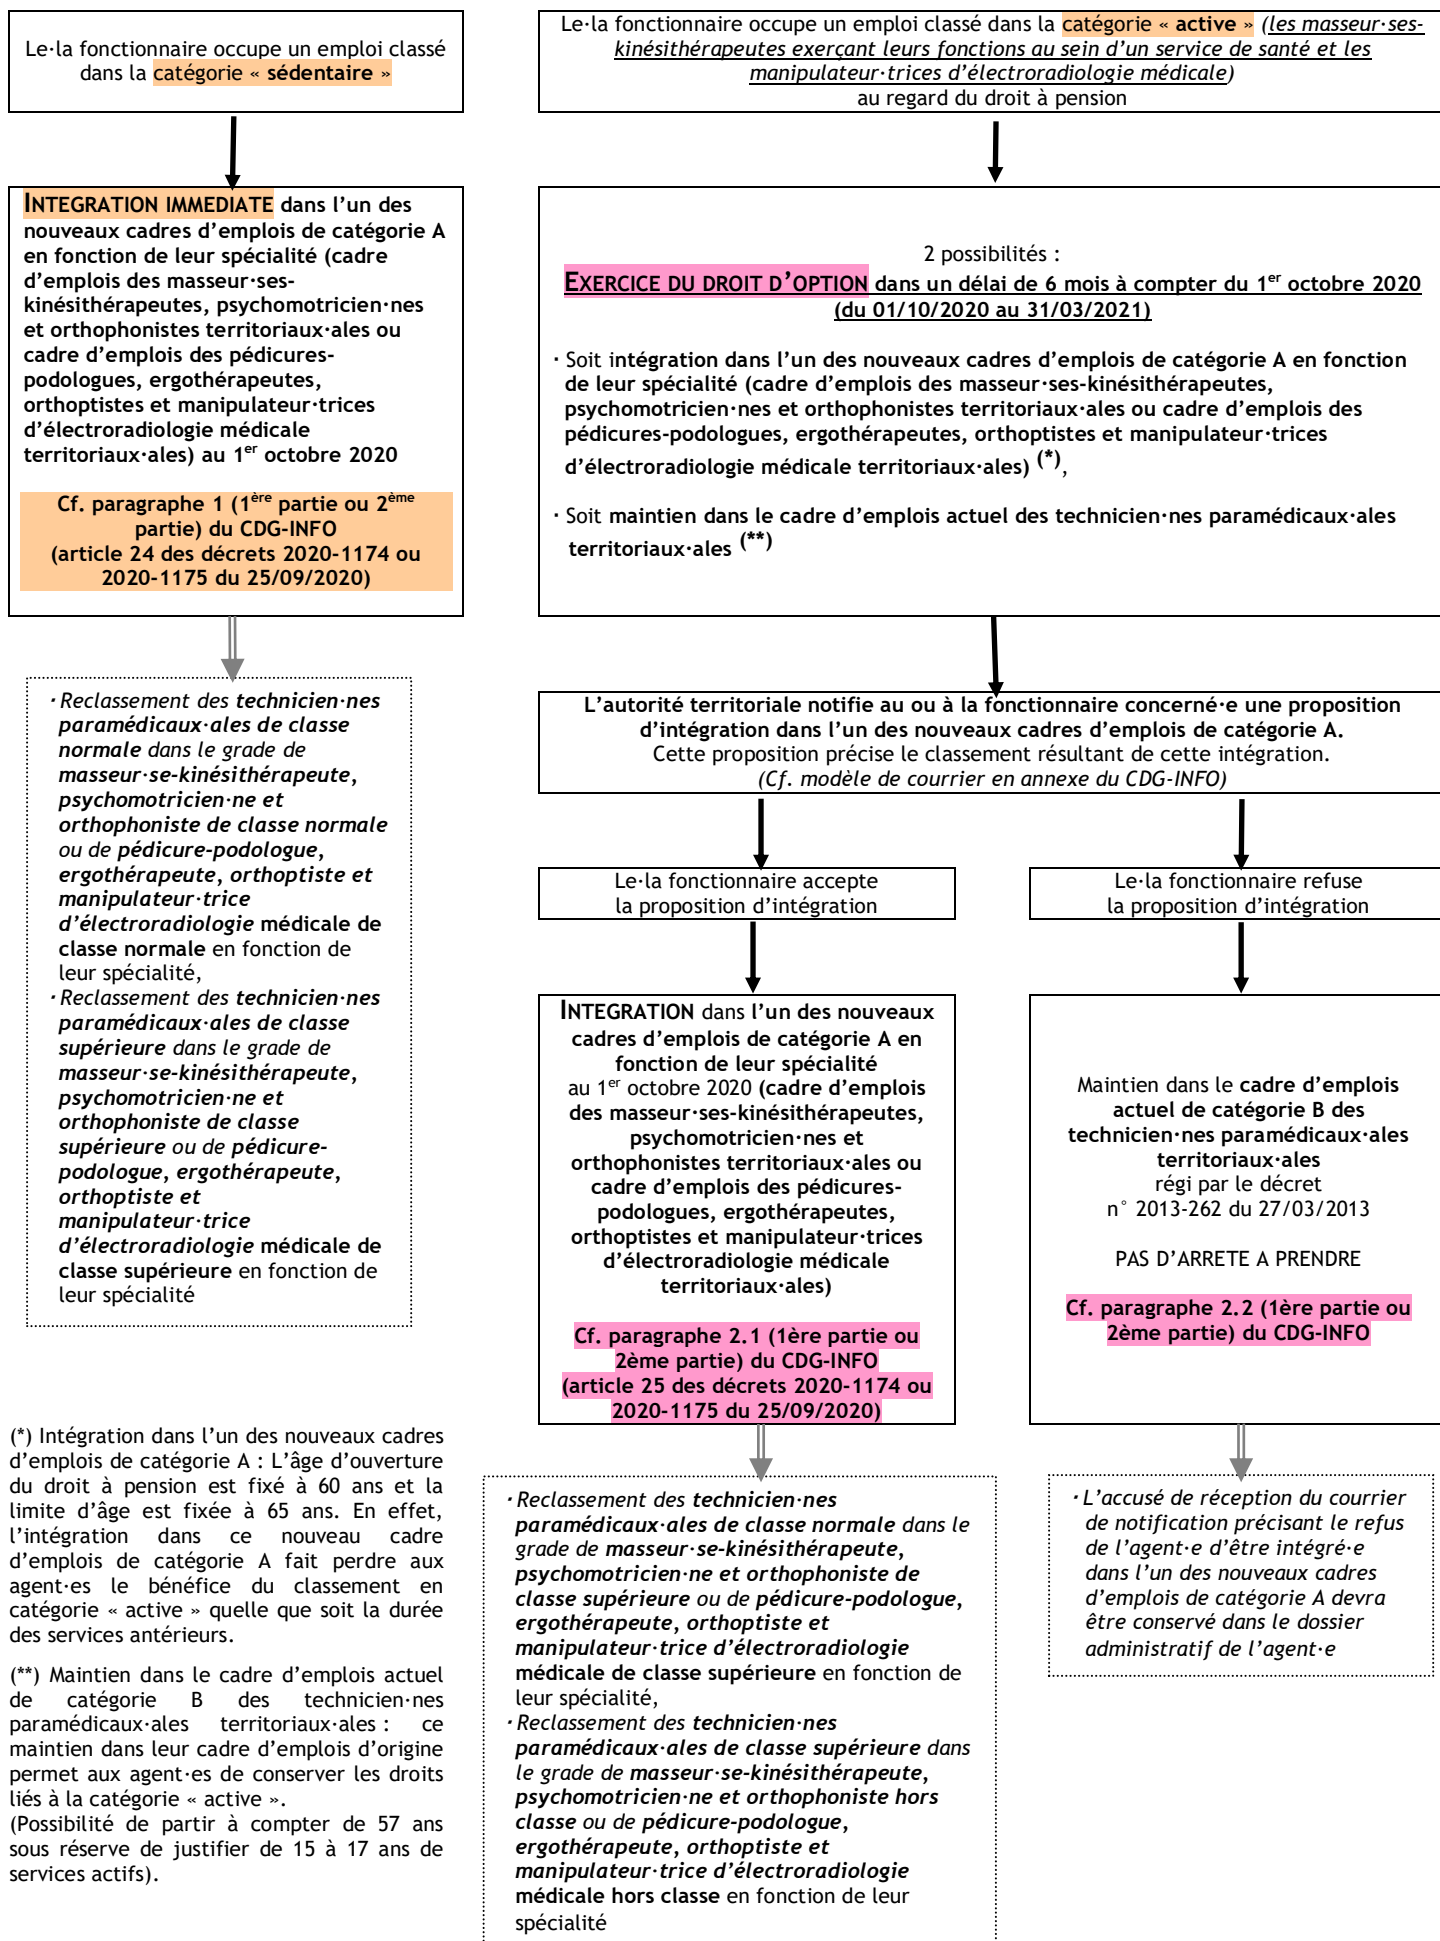 Le·la fonctionnaire occupe un emploi classé
dans la catégorie « sédentaire »
Le·la fonctionnaire occupe un emploi classé dans la catégorie « active » (les masseur·ses-
kinésithérapeutes exerçant leurs fonctions au sein d’un service de santé et les
manipulateur·trices d’électroradiologie médicale)
au regard du droit à pension
INTEGRATION IMMEDIATE dans l’un des
nouveaux cadres d’emplois de catégorie A
en fonction de leur spécialité (cadre
d’emplois des masseur·ses-
kinésithérapeutes, psychomotricien·nes
et orthophonistes territoriaux·ales ou
cadre d’emplois des pédicures-
podologues, ergothérapeutes,
orthoptistes et manipulateur·trices
d’électroradiologie médicale
territoriaux·ales) au 1er octobre 2020
Cf. paragraphe 1 (1ère partie ou 2ème
partie) du CDG-INFO
(article 24 des décrets 2020-1174 ou
2020-1175 du 25/09/2020)
2 possibilités :
EXERCICE DU DROIT D’OPTION dans un délai de 6 mois à compter du 1er octobre 2020
(du 01/10/2020 au 31/03/2021)
· Soit intégration dans l’un des nouveaux cadres d’emplois de catégorie A en fonction
de leur spécialité (cadre d’emplois des masseur·ses-kinésithérapeutes,
psychomotricien·nes et orthophonistes territoriaux·ales ou cadre d’emplois des
pédicures-podologues, ergothérapeutes, orthoptistes et manipulateur·trices
d’électroradiologie médicale territoriaux·ales) (*),
· Soit maintien dans le cadre d’emplois actuel des technicien·nes paramédicaux·ales
territoriaux·ales (**)
· Reclassement des technicien·nes
paramédicaux·ales de classe
normale dans le grade de
masseur·se-kinésithérapeute,
psychomotricien·ne et
orthophoniste de classe normale
ou de pédicure-podologue,
ergothérapeute, orthoptiste et
manipulateur·trice
d’électroradiologie médicale de
classe normale en fonction de
leur spécialité,
· Reclassement des technicien·nes
paramédicaux·ales de classe
supérieure dans le grade de
masseur·se-kinésithérapeute,
psychomotricien·ne et
orthophoniste de classe
supérieure ou de pédicure-
podologue, ergothérapeute,
orthoptiste et
manipulateur·trice
d’électroradiologie médicale de
classe supérieure en fonction de
leur spécialité
L’autorité territoriale notifie au ou à la fonctionnaire concerné·e une proposition
d’intégration dans l’un des nouveaux cadres d’emplois de catégorie A.
Cette proposition précise le classement résultant de cette intégration.
(Cf. modèle de courrier en annexe du CDG-INFO)
Le·la fonctionnaire accepte
la proposition d’intégration
Le·la fonctionnaire refuse
la proposition d’intégration
INTEGRATION dans l’un des nouveaux
cadres d’emplois de catégorie A en
fonction de leur spécialité
au 1er octobre 2020 (cadre d’emplois
des masseur·ses-kinésithérapeutes,
psychomotricien·nes et
orthophonistes territoriaux·ales ou
cadre d’emplois des pédicures-
podologues, ergothérapeutes,
orthoptistes et manipulateur·trices
d’électroradiologie médicale
territoriaux·ales)
Cf. paragraphe 2.1 (1ère partie ou
2ème partie) du CDG-INFO
(article 25 des décrets 2020-1174 ou
2020-1175 du 25/09/2020)
Maintien dans le cadre d’emplois
actuel de catégorie B des
technicien·nes paramédicaux·ales
territoriaux·ales
régi par le décret
n° 2013-262 du 27/03/2013
PAS D’ARRETE A PRENDRE
Cf. paragraphe 2.2 (1ère partie ou
2ème partie) du CDG-INFO
(*) Intégration dans l’un des nouveaux cadres
d’emplois de catégorie A : L’âge d’ouverture
du droit à pension est fixé à 60 ans et la
limite d’âge est fixée à 65 ans. En effet,
l’intégration dans ce nouveau cadre
d’emplois de catégorie A fait perdre aux
agent·es le bénéfice du classement en
catégorie « active » quelle que soit la durée
des services antérieurs.
(**) Maintien dans le cadre d’emplois actuel
de catégorie B des technicien·nes
paramédicaux·ales territoriaux·ales : ce
maintien dans leur cadre d’emplois d’origine
permet aux agent·es de conserver les droits
liés à la catégorie « active ».
(Possibilité de partir à compter de 57 ans
sous réserve de justifier de 15 à 17 ans de
services actifs).
· Reclassement des technicien·nes
paramédicaux·ales de classe normale dans le
grade de masseur·se-kinésithérapeute,
psychomotricien·ne et orthophoniste de
classe supérieure ou de pédicure-podologue,
ergothérapeute, orthoptiste et
manipulateur·trice d’électroradiologie
médicale de classe supérieure en fonction de
leur spécialité,
· Reclassement des technicien·nes
paramédicaux·ales de classe supérieure dans
le grade de masseur·se-kinésithérapeute,
psychomotricien·ne et orthophoniste hors
classe ou de pédicure-podologue,
ergothérapeute, orthoptiste et
manipulateur·trice d’électroradiologie
médicale hors classe en fonction de leur
spécialité
· L’accusé de réception du courrier
de notification précisant le refus
de l’agent·e d’être intégré·e
dans l’un des nouveaux cadres
d’emplois de catégorie A devra
être conservé dans le dossier
administratif de l’agent·e